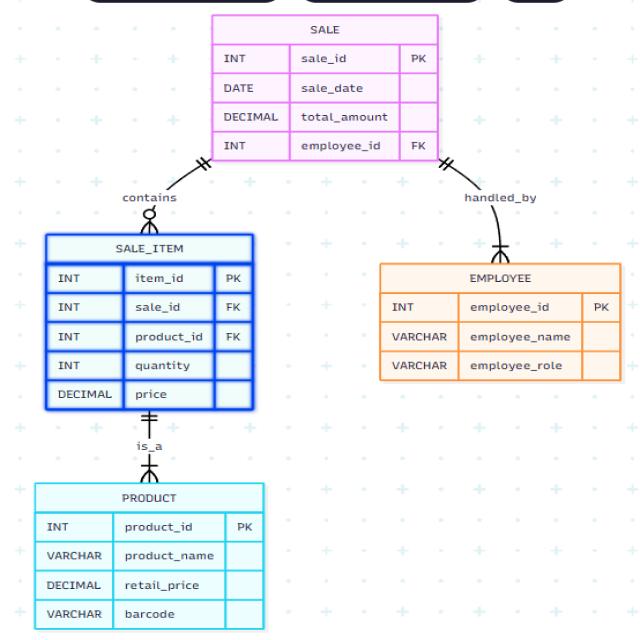 SALE
INT sale_id PK
DATE sale_date
DECIMAL total_amount
INT employee_id FK
contains
handled_by
SALE_ITEM
INT item_id PK
INT sale_id FK
INT product_id FK
INT quantity
DECIMAL price
EMPLOYEE
INT employee_id PK
VARCHAR employee_name
VARCHAR employee_role
is_a
PRODUCT
INT product_id PK
VARCHAR product_name
DECIMAL retail_price
VARCHAR barcode